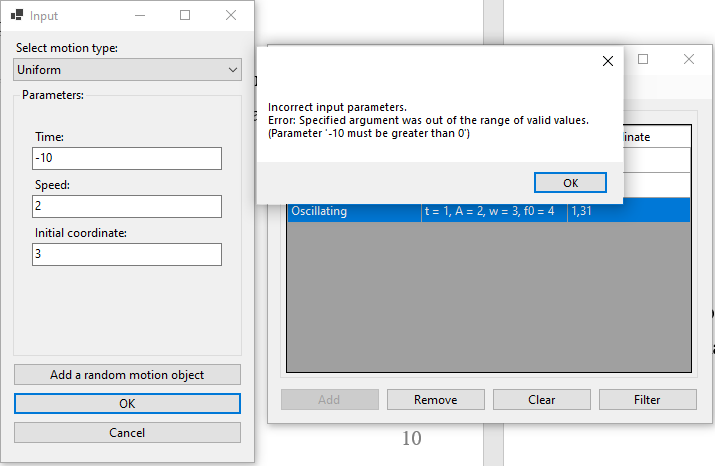 Input
Select motion type:
Uniform
Parameters:
Time:
-10
Speed:
2
Initial coordinate:
3
Add a random motion object
OK
Cancel
Incorrect input parameters.
Error: Specified argument was out of the range of valid values.
(Parameter '-10 must be greater than 0')
OK
Oscillating t = 1, A = 2, w = 3, f0 = 4 1,31
Add Remove Clear Filter
10